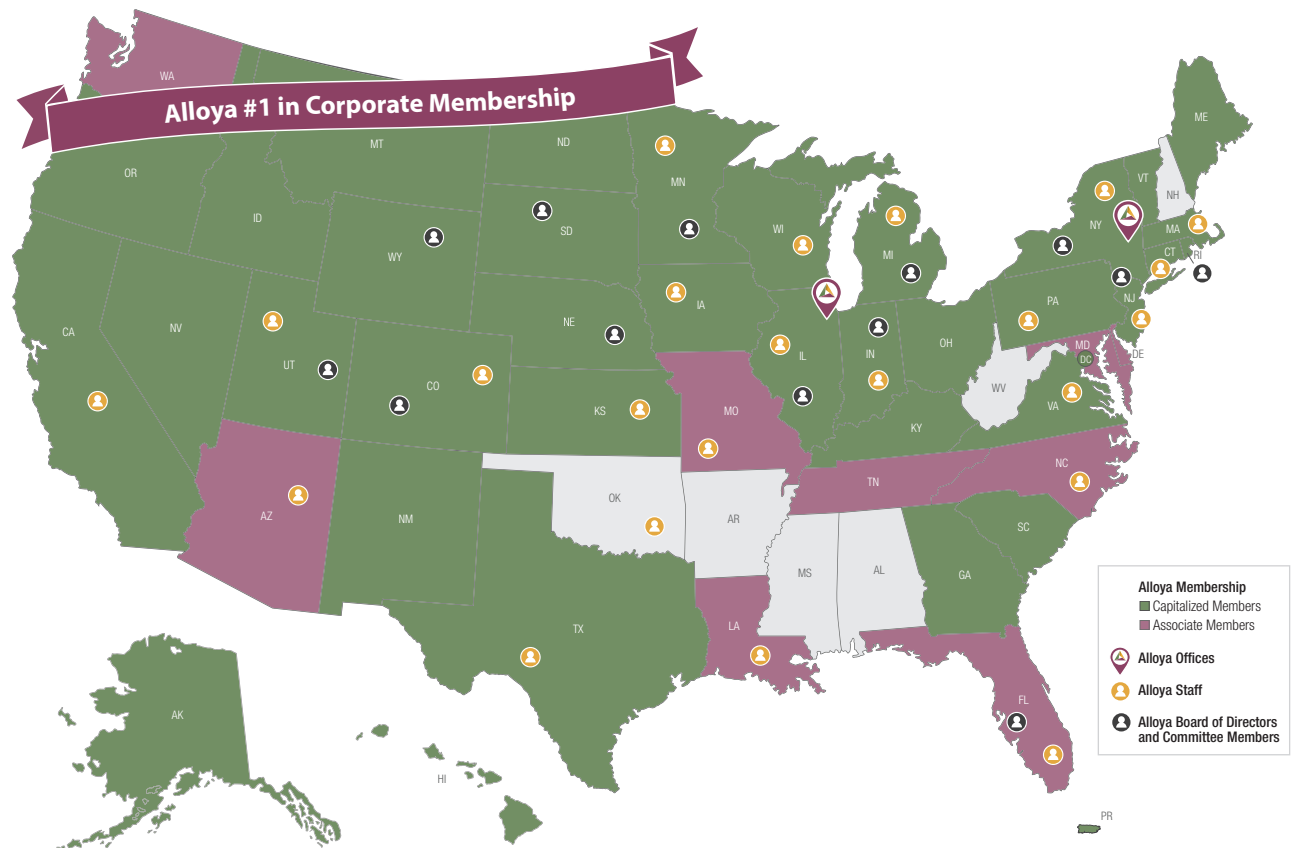 WA
Alloya #1 in Corporate Membership
ME
MT
ND
OR
MN
VT
NH
ID
SD
WI
NY
MA
WY
MI
CT
RI
IA
PA
NJ
NE
CA
NV
OH
MD
UT
IL
IN
DE
CO
DC
WV
KS
MO
VA
KY
NC
TN
OK
AZ
NM
AR
SC
MS
AL
GA
Alloya Membership
Capitalized Members
Associate Members
TX
LA
Alloya Offices
Alloya Staff
FL
AK
Alloya Board of Directors
and Committee Members
HI
PR